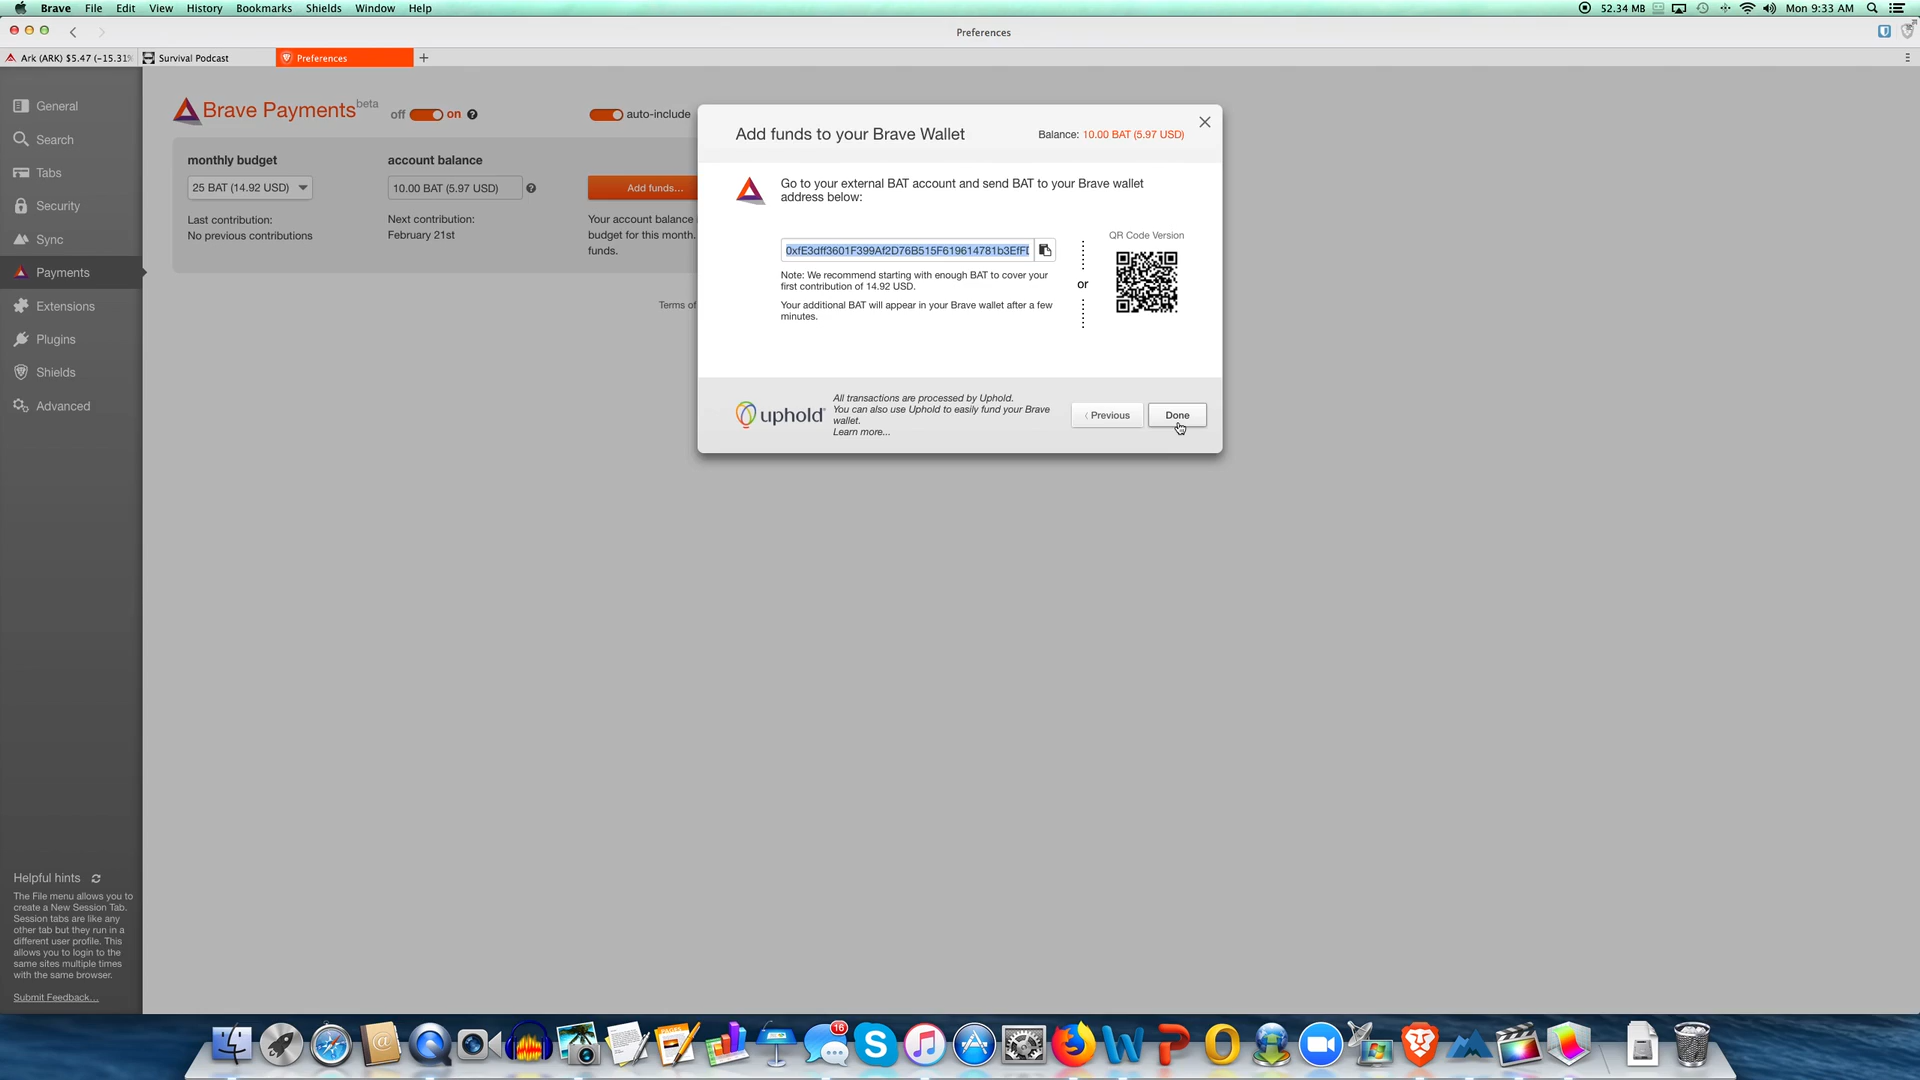 Brave File Edit View History Bookmarks Shields Window Help
52.34 MB Mon 9:33 AM
Preferences
Ark (ARK) $5.47 (-15.31%
Survival Podcast
Preferences
General
Search
Tabs
Security
Sync
Payments
Extensions
Plugins
Shields
Advanced
Brave Payments beta
off on ?
auto-include
monthly budget
25 BAT (14.92 USD)
Last contribution:
No previous contributions
account balance
10.00 BAT (5.97 USD) ?
Next contribution:
February 21st
Add funds...
Your account balance
budget for this month.
funds.
Terms of
Add funds to your Brave Wallet
Balance: 10.00 BAT (5.97 USD)
Go to your external BAT account and send BAT to your Brave wallet
address below:
0xfE3dff3601F399Af2D76B515F619614781b3EfF
Note: We recommend starting with enough BAT to cover your
first contribution of 14.92 USD.
Your additional BAT will appear in your Brave wallet after a few
minutes.
or
QR Code Version
uphold
All transactions are processed by Uphold.
You can also use Uphold to easily fund your Brave
wallet.
Learn more...
Previous
Done
Helpful hints
The File menu allows you to
create a New Session Tab.
Session tabs are like any
other tab but they run in a
different user profile. This
allows you to login to the
same sites multiple times
with the same browser.
Submit Feedback...
16